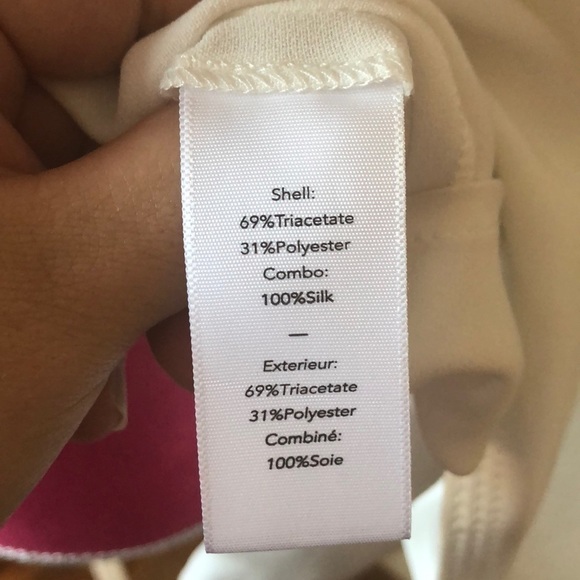 Shell:
69%Triacetate
31%Polyester
Combo:
100%Silk
—
Exterieur:
69%Triacetate
31%Polyester
Combiné:
100%Soie